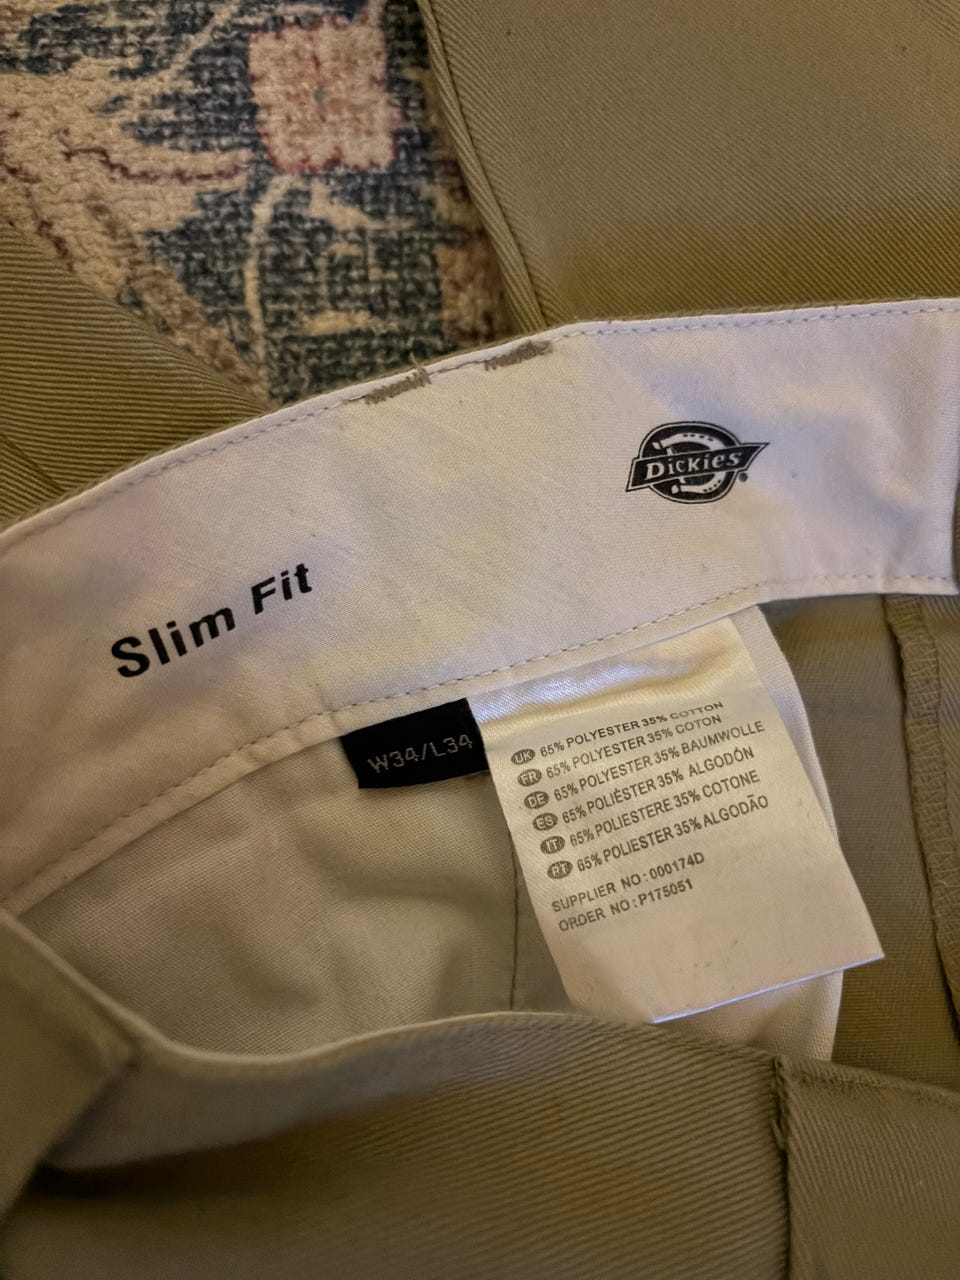 Dickies
Slim Fit
W34/L34
UK 65% POLYESTER 35% COTTON
FR 65% POLYESTER 35% COTON
DE 65% POLYESTER 35% BAUMWOLLE
ES 65% POLIÉSTER 35% ALGODÓN
IT 65% POLIESTERE 35% COTONE
PT 65% POLIESTER 35% ALGODÃO
SUPPLIER NO:000174D
ORDER NO:P175051